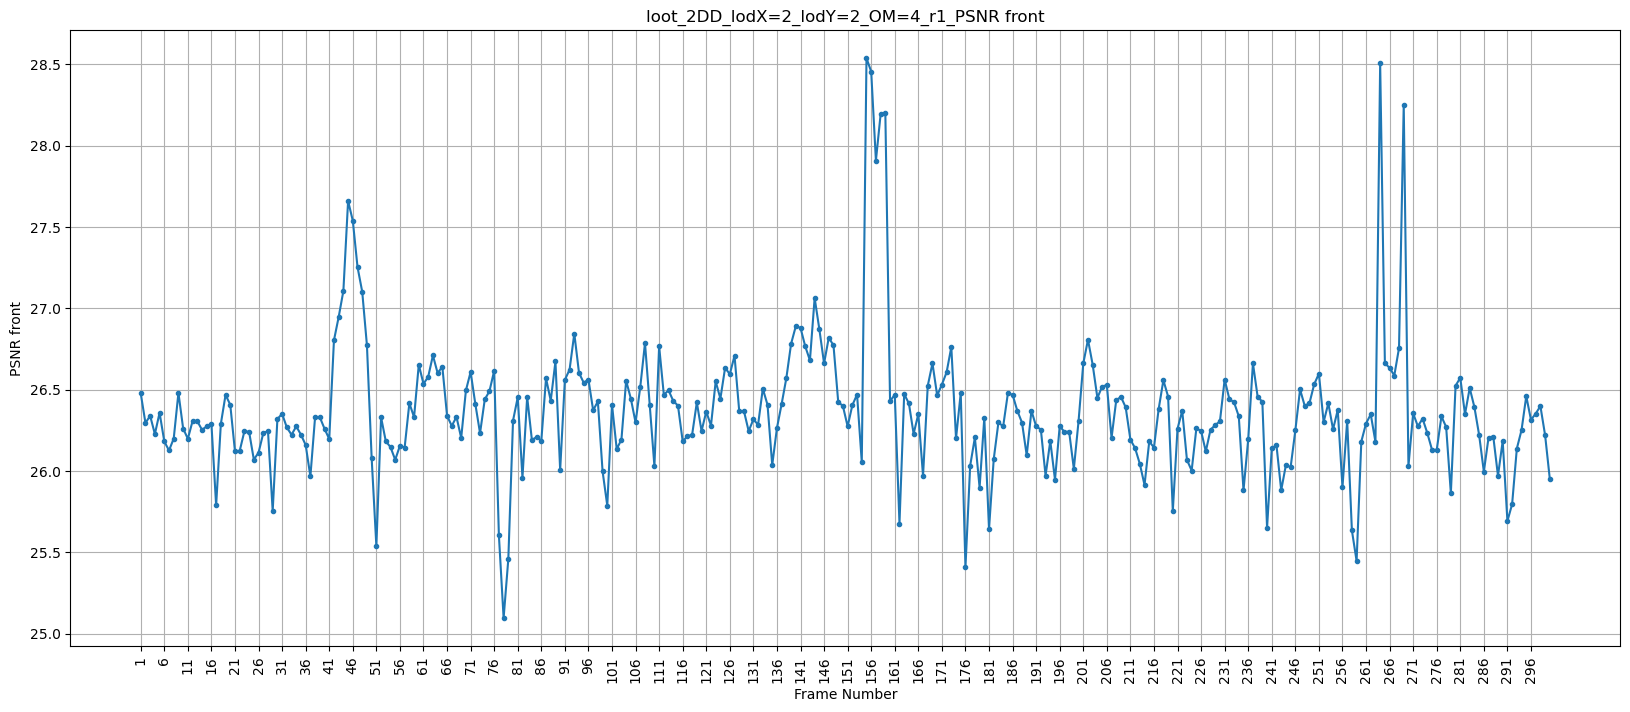 loot_2DD_lodX=2_lodY=2_OM=4_r1_PSNR front
PSNR front
28.5
28.0
27.5
27.0
26.5
26.0
25.5
25.0
1 6 11 16 21 26 31 36 41 46 51 56 61 66 71 76 81 86 91 96 101 106 111 116 121 126 131 136 141 146 151 156 161 166 171 176 181 186 191 196 201 206 211 216 221 226 231 236 241 246 251 256 261 266 271 276 281 286 291 296
Frame Number